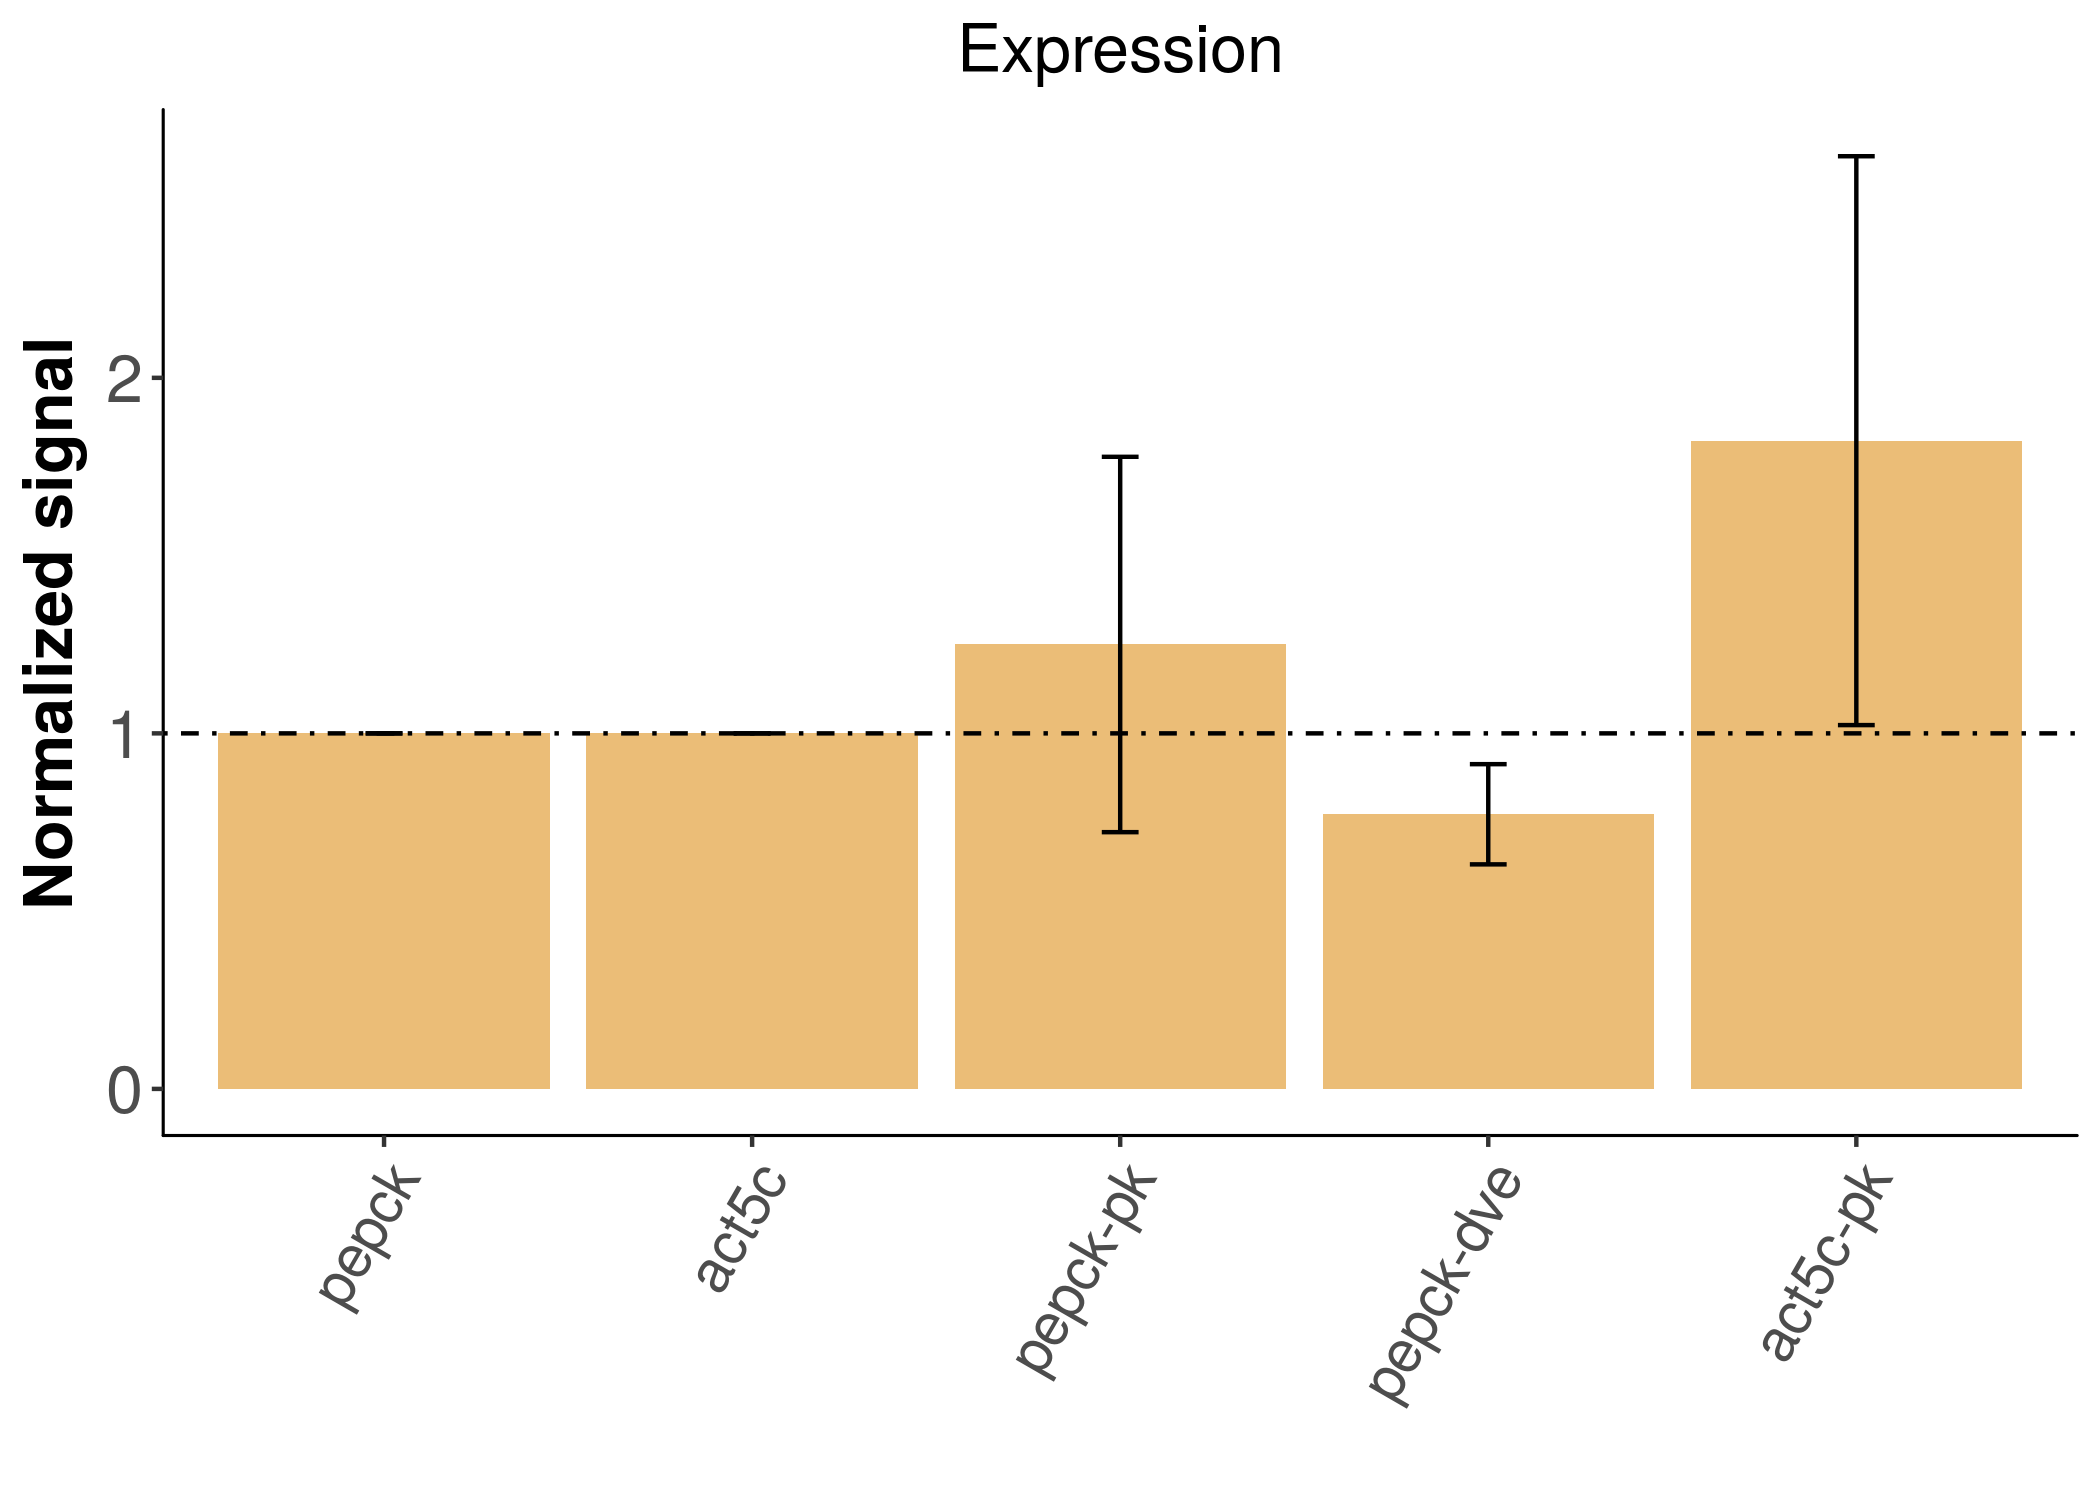 Expression
Normalized signal
2
1
0
pepck
act5c
pepck-pk
pepck-dve
act5c-pk